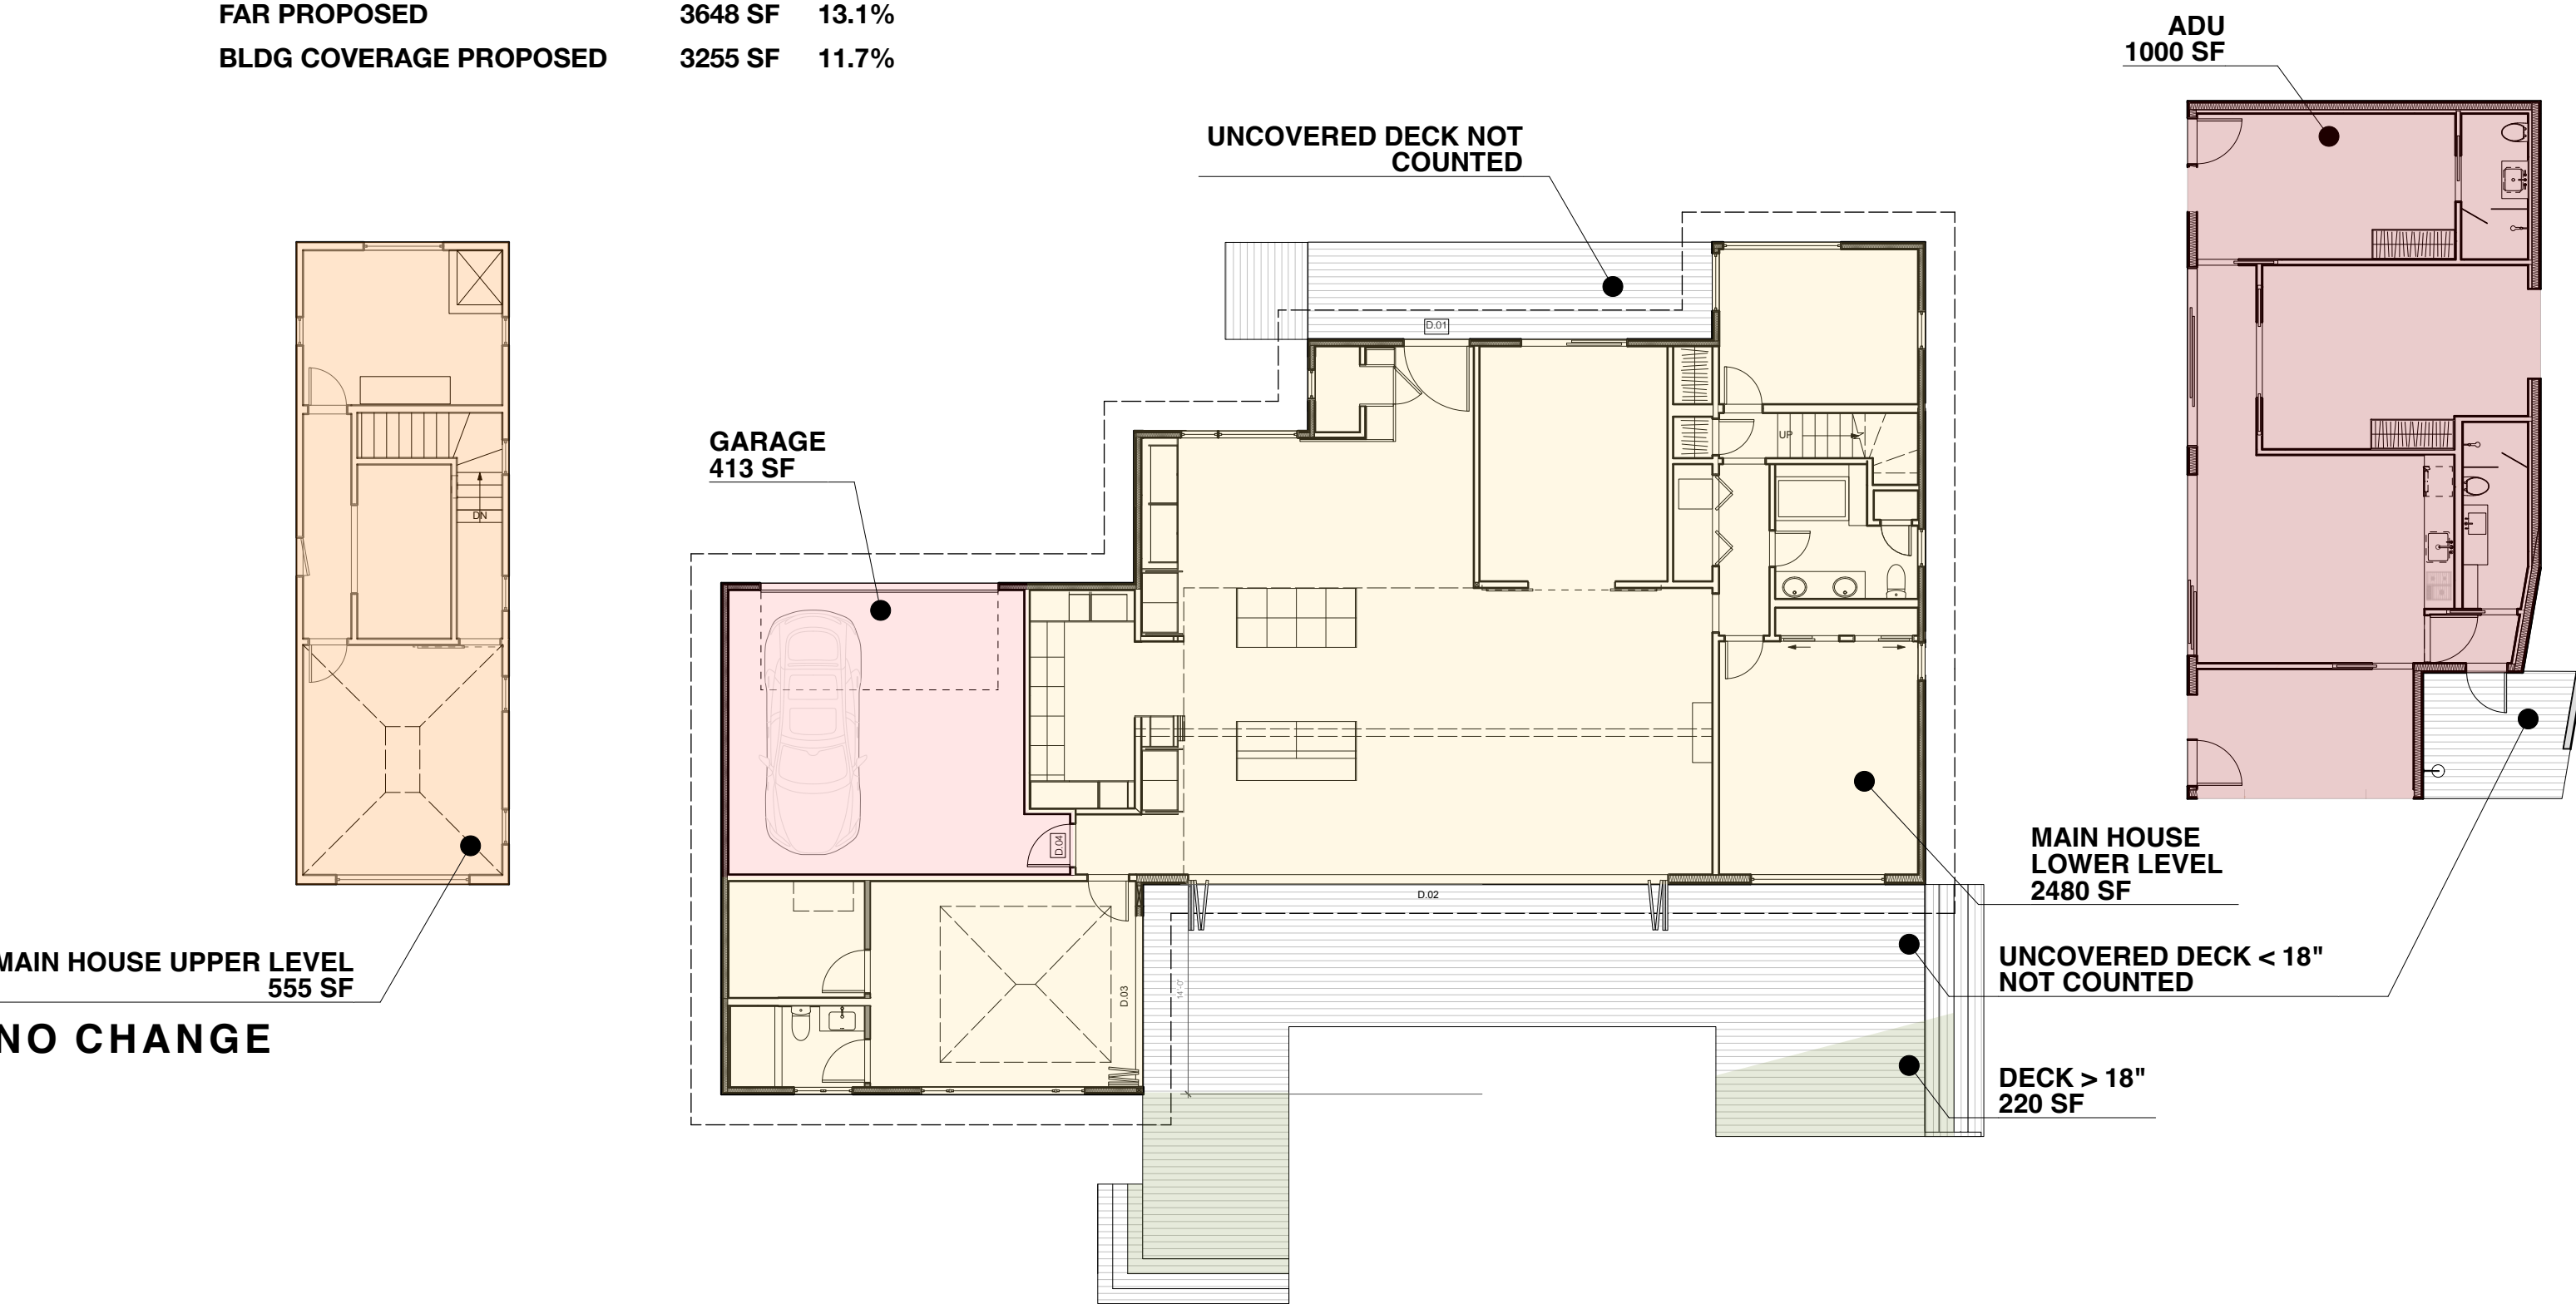 FAR PROPOSED 3648 SF 13.1%
BLDG COVERAGE PROPOSED 3255 SF 11.7%
ADU
1000 SF
UNCOVERED DECK NOT
COUNTED
D.01
GARAGE
413 SF
UP
DN
D.04
MAIN HOUSE
LOWER LEVEL
2480 SF
D.02
MAIN HOUSE UPPER LEVEL
555 SF
UNCOVERED DECK < 18"
NOT COUNTED
D.03
14'-0"
NO CHANGE
DECK > 18"
220 SF